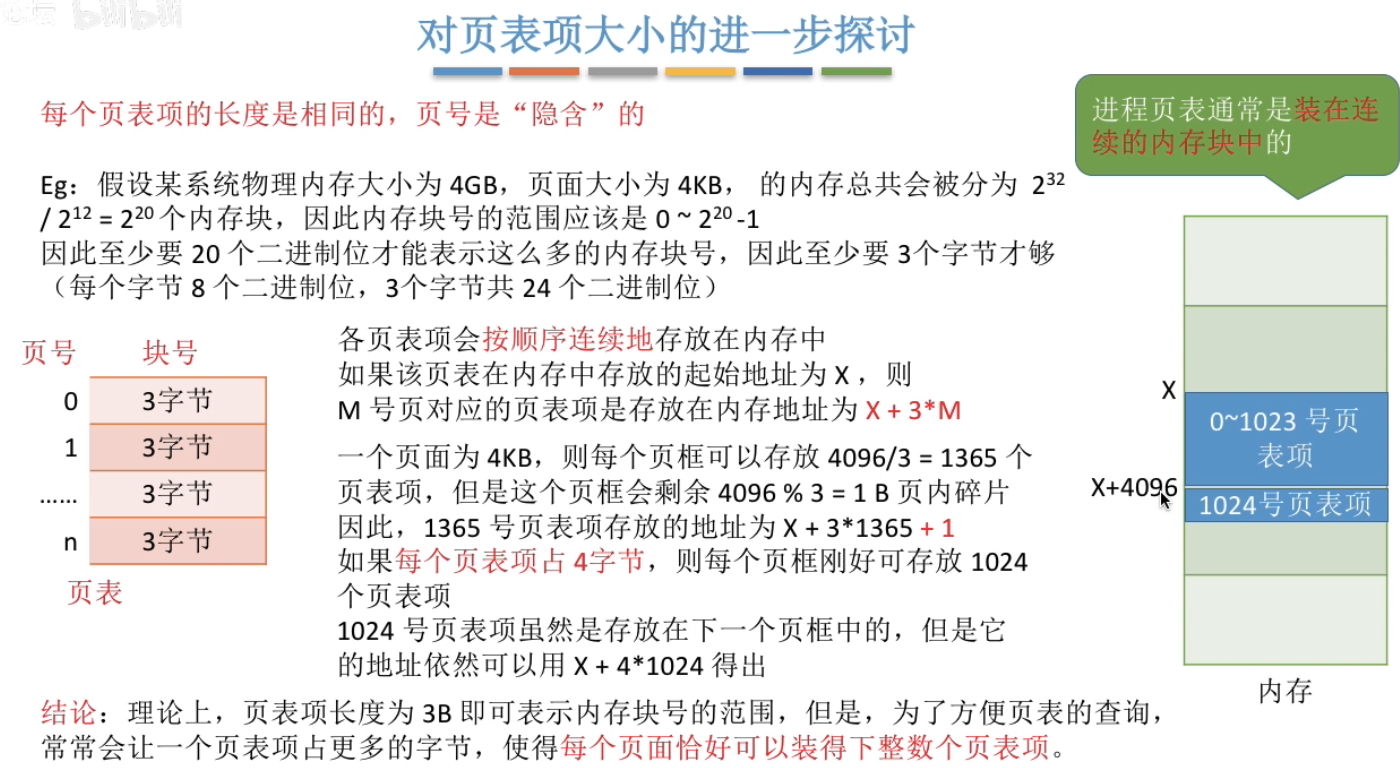 bilibili
对页表项大小的进一步探讨
每个页表项的长度是相同的，页号是“隐含”的
进程页表通常是装在连
续的内存块中的
Eg：假设某系统物理内存大小为 4GB，页面大小为 4KB， 的内存总共会被分为 2³²
/ 2¹² = 2²⁰ 个内存块，因此内存块号的范围应该是 0 ~ 2²⁰ -1
因此至少要 20 个二进制位才能表示这么多的内存块号，因此至少要 3个字节才够
（每个字节 8 个二进制位，3个字节共 24 个二进制位）
页号 块号
0 3字节
1 3字节
…… 3字节
n 3字节
页表
各页表项会按顺序连续地存放在内存中
如果该页表在内存中存放的起始地址为 X ，则
M 号页对应的页表项是存放在内存地址为 X + 3*M
一个页面为 4KB，则每个页框可以存放 4096/3 = 1365 个
页表项，但是这个页框会剩余 4096 % 3 = 1 B 页内碎片
因此，1365 号页表项存放的地址为 X + 3*1365 + 1
如果每个页表项占 4字节，则每个页框刚好可存放 1024
个页表项
1024 号页表项虽然是存放在下一个页框中的，但是它
的地址依然可以用 X + 4*1024 得出
X
0~1023 号页
表项
X+4096
1024号页表项
内存
结论：理论上，页表项长度为 3B 即可表示内存块号的范围，但是，为了方便页表的查询，
常常会让一个页表项占更多的字节，使得每个页面恰好可以装得下整数个页表项。